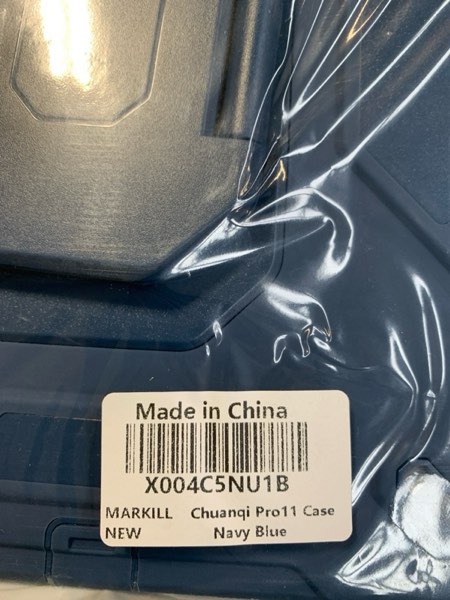 Made in China
X004C5NU1B
MARKILL Chuanqi Pro11 Case
NEW Navy Blue